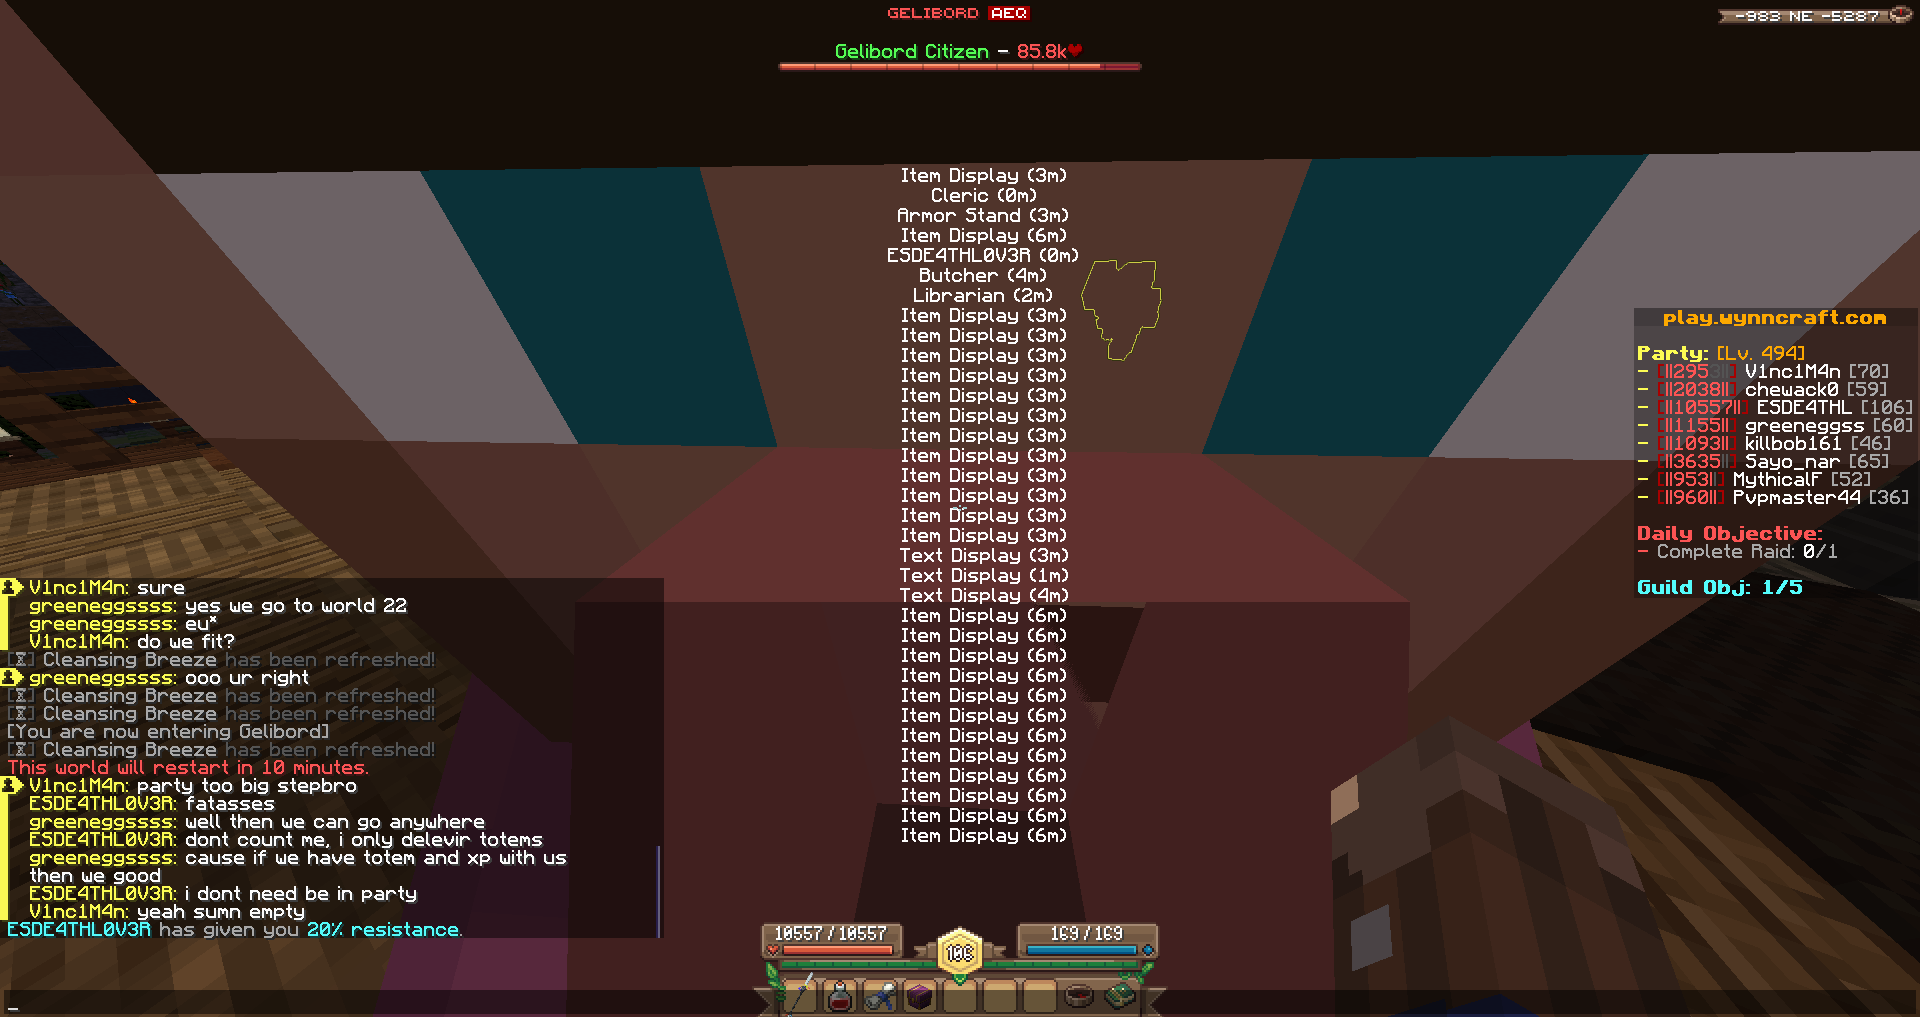 GELIBORD AEQ
-983 NE -5287
Gelibord Citizen - 85.8k
Item Display (3m)
Cleric (0m)
Armor Stand (3m)
Item Display (6m)
ESDE4THL0V3R (0m)
Butcher (4m)
Librarian (2m)
Item Display (3m)
Item Display (3m)
Item Display (3m)
Item Display (3m)
Item Display (3m)
Item Display (3m)
Item Display (3m)
Item Display (3m)
Item Display (3m)
Item Display (3m)
Item Display (3m)
Item Display (3m)
Text Display (3m)
Text Display (1m)
Text Display (4m)
Item Display (6m)
Item Display (6m)
Item Display (6m)
Item Display (6m)
Item Display (6m)
Item Display (6m)
Item Display (6m)
Item Display (6m)
Item Display (6m)
Item Display (6m)
Item Display (6m)
Item Display (6m)
play.wynncraft.com
Party: [Lv. 494]
- [||295||] V1nc1M4n [70]
- [||2038||] chewack0 [59]
- [||10557||] ESDE4THL [106]
- [||1155||] greeneggss [60]
- [||1093||] killbob161 [46]
- [||3635||] Sayo_nar [65]
- [||953||] MythicalF [52]
- [||960||] Pvpmaster44 [36]
Daily Objective:
- Complete Raid: 0/1
Guild Obj: 1/5
V1nc1M4n: sure
greeneggssss: yes we go to world 22
greeneggssss: eu*
V1nc1M4n: do we fit?
Cleansing Breeze has been refreshed!
greeneggssss: ooo ur right
Cleansing Breeze has been refreshed!
Cleansing Breeze has been refreshed!
[You are now entering Gelibord]
Cleansing Breeze has been refreshed!
This world will restart in 10 minutes.
V1nc1M4n: party too big stepbro
ESDE4THL0V3R: fatasses
greeneggssss: well then we can go anywhere
ESDE4THL0V3R: dont count me, i only delevir totems
greeneggssss: cause if we have totem and xp with us
then we good
ESDE4THL0V3R: i dont need be in party
V1nc1M4n: yeah sumn empty
ESDE4THL0V3R has given you 20% resistance.
10557/10557
106
169/169